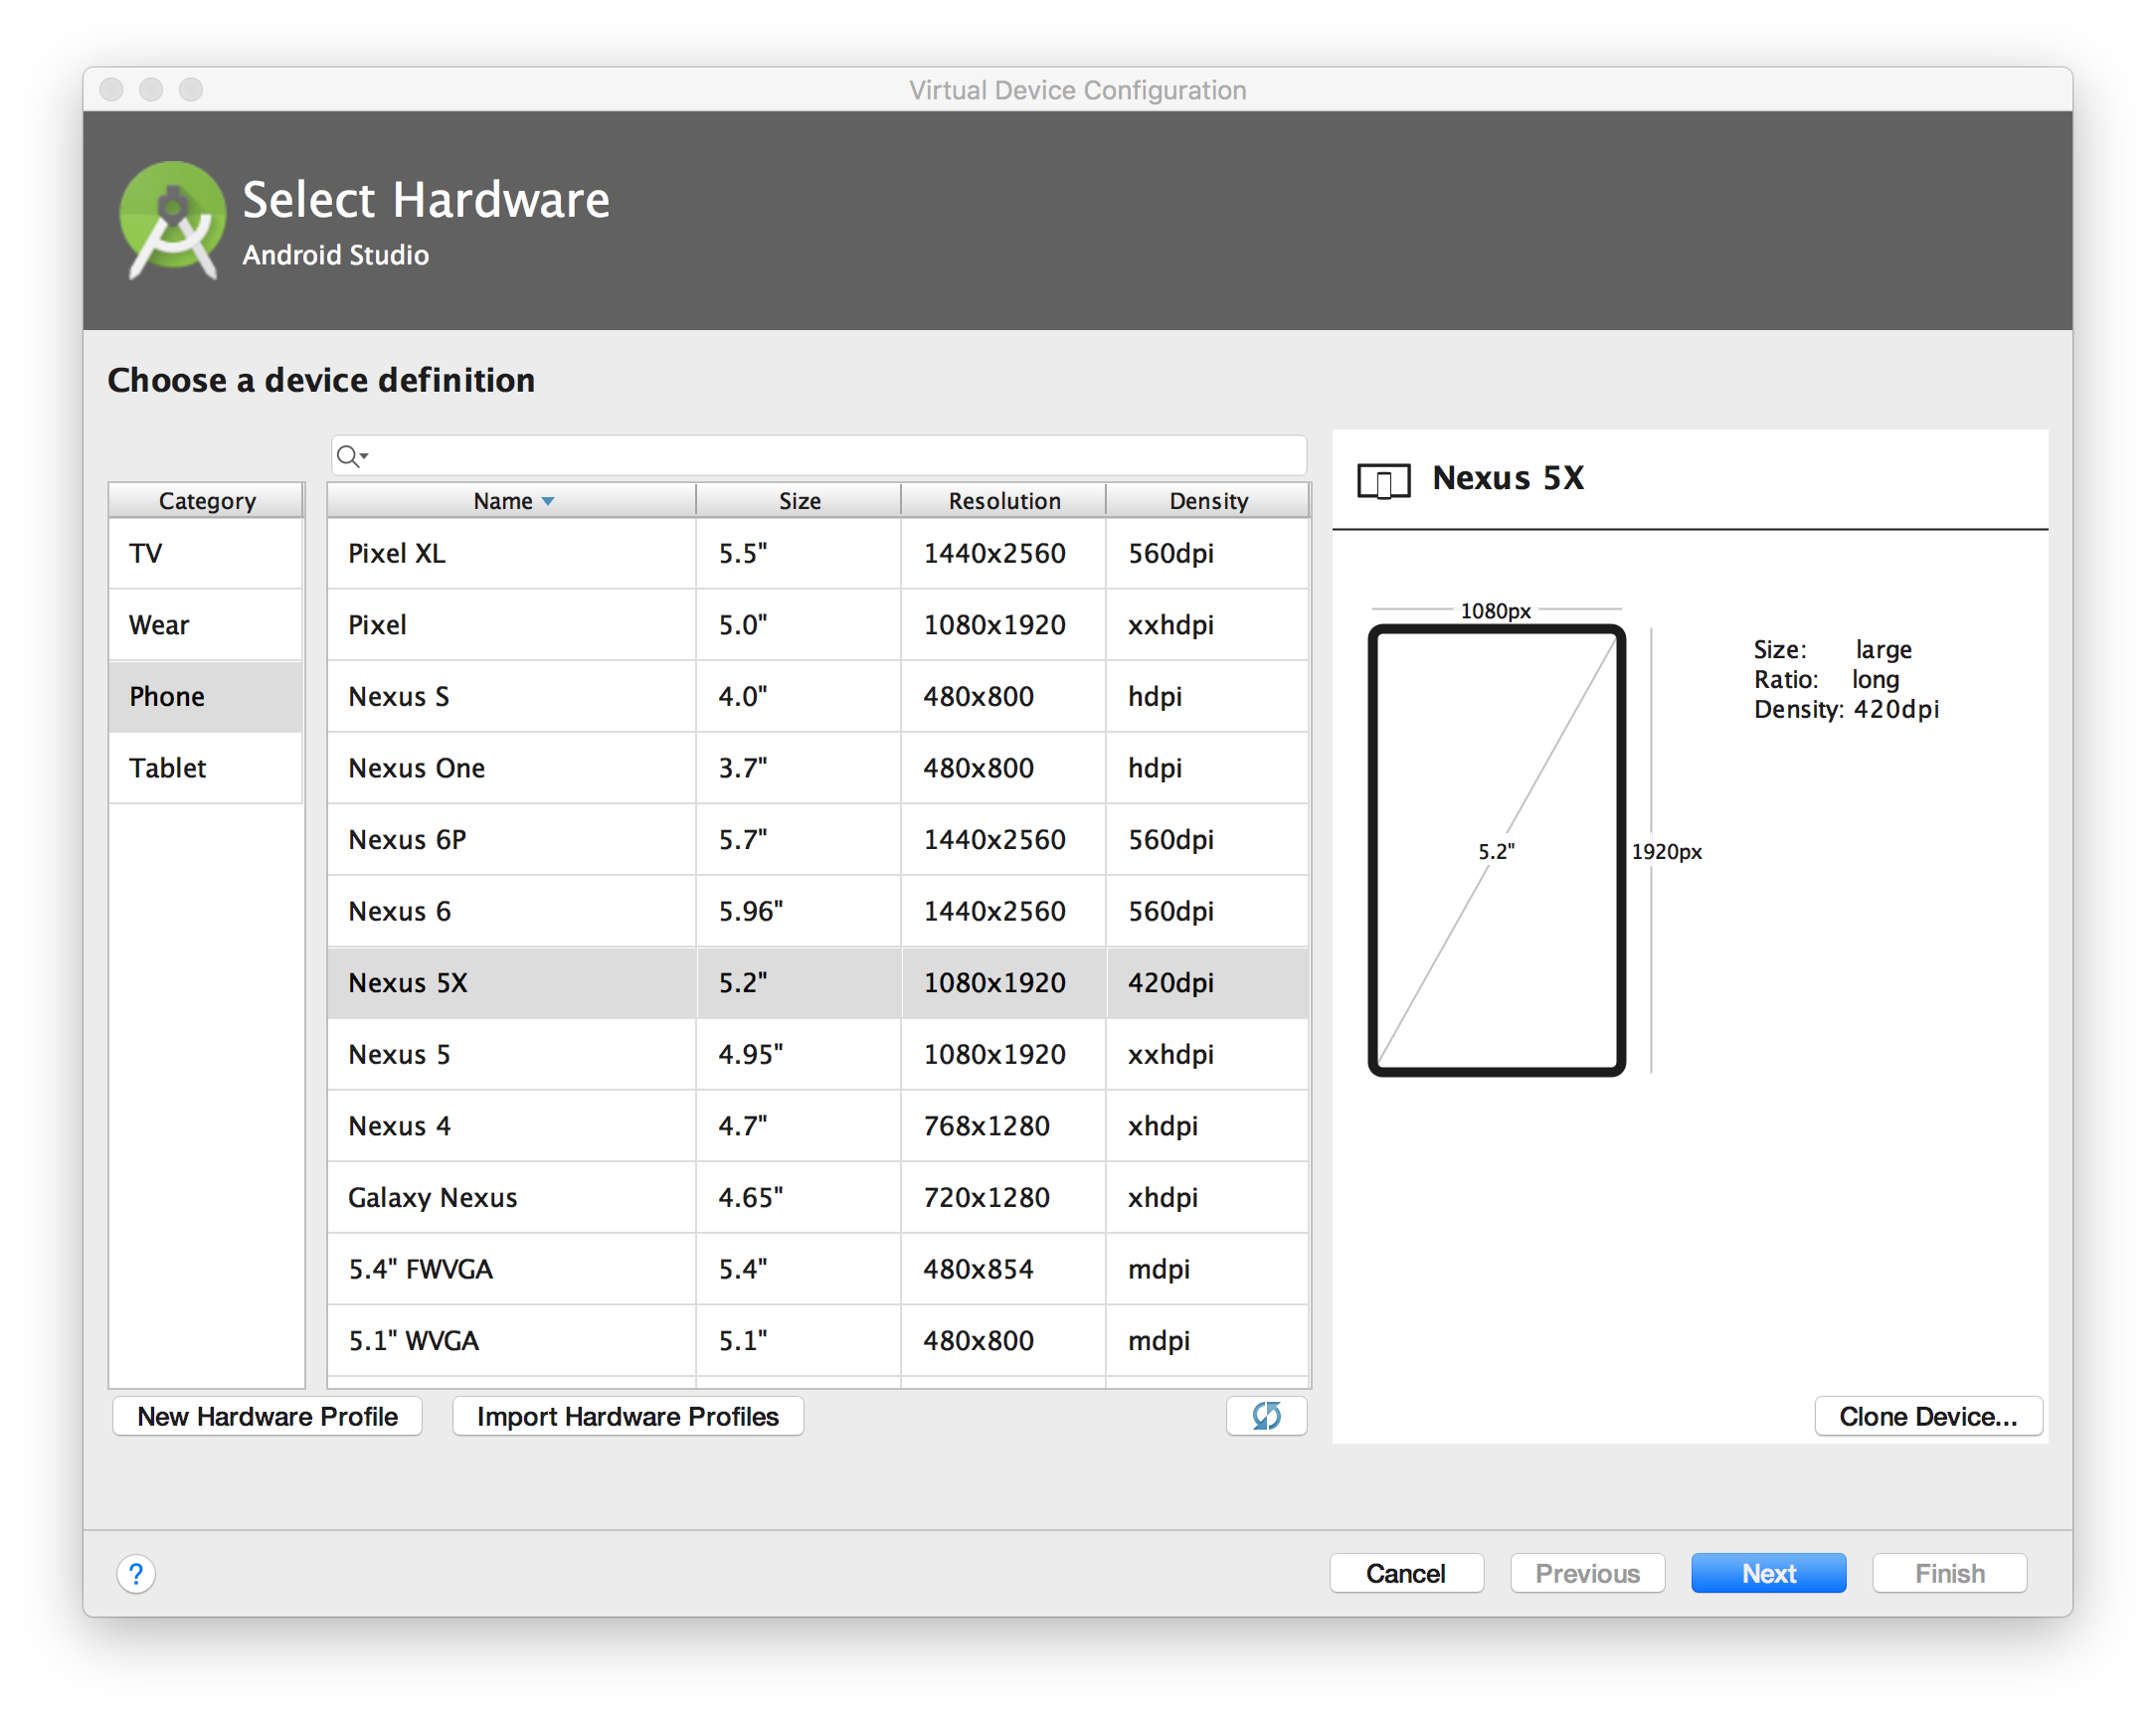 Virtual Device Configuration
Select Hardware
Android Studio
Choose a device definition
Category
TV
Wear
Phone
Tablet
Name Size Resolution Density
Pixel XL 5.5" 1440x2560 560dpi
Pixel 5.0" 1080x1920 xxhdpi
Nexus S 4.0" 480x800 hdpi
Nexus One 3.7" 480x800 hdpi
Nexus 6P 5.7" 1440x2560 560dpi
Nexus 6 5.96" 1440x2560 560dpi
Nexus 5X 5.2" 1080x1920 420dpi
Nexus 5 4.95" 1080x1920 xxhdpi
Nexus 4 4.7" 768x1280 xhdpi
Galaxy Nexus 4.65" 720x1280 xhdpi
5.4" FWVGA 5.4" 480x854 mdpi
5.1" WVGA 5.1" 480x800 mdpi
New Hardware Profile Import Hardware Profiles
Nexus 5X
1080px
5.2"
1920px
Size: large
Ratio: long
Density: 420dpi
Clone Device...
? Cancel Previous Next Finish